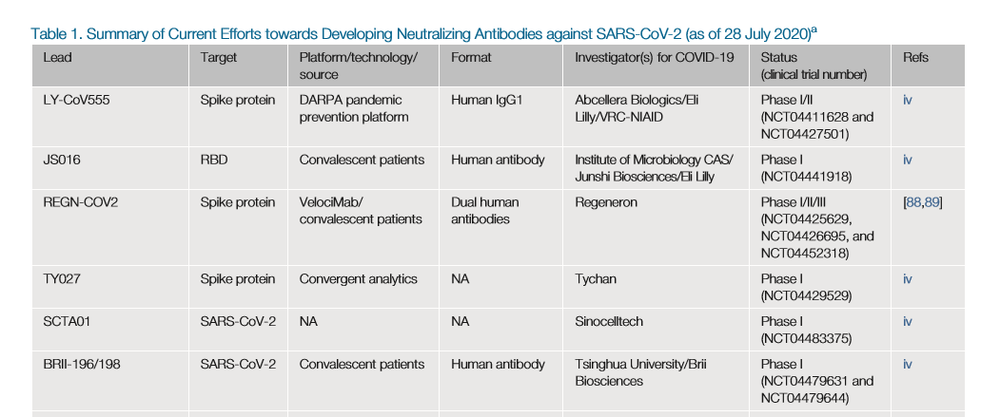 Table 1. Summary of Current Efforts towards Developing Neutralizing Antibodies against SARS-CoV-2 (as of 28 July 2020)a
Lead Target Platform/technology/ Format Investigator(s) for COVID-19 Status Refs
source (clinical trial number)
LY-CoV555 Spike protein DARPA pandemic Human IgG1 Abcellera Biologics/Eli Phase I/II iv
prevention platform Lilly/VRC-NIAID (NCT04411628 and
NCT04427501)
JS016 RBD Convalescent patients Human antibody Institute of Microbiology CAS/ Phase I iv
Junshi Biosciences/Eli Lilly (NCT04441918)
REGN-COV2 Spike protein VelociMab/ Dual human Regeneron Phase I/II/III [88,89]
convalescent patients antibodies (NCT04425629,
NCT04426695, and
NCT04452318)
TY027 Spike protein Convergent analytics NA Tychan Phase I iv
(NCT04429529)
SCTA01 SARS-CoV-2 NA NA Sinocelltech Phase I iv
(NCT04483375)
BRII-196/198 SARS-CoV-2 Convalescent patients Human antibody Tsinghua University/Brii Phase I iv
Biosciences (NCT04479631 and
NCT04479644)